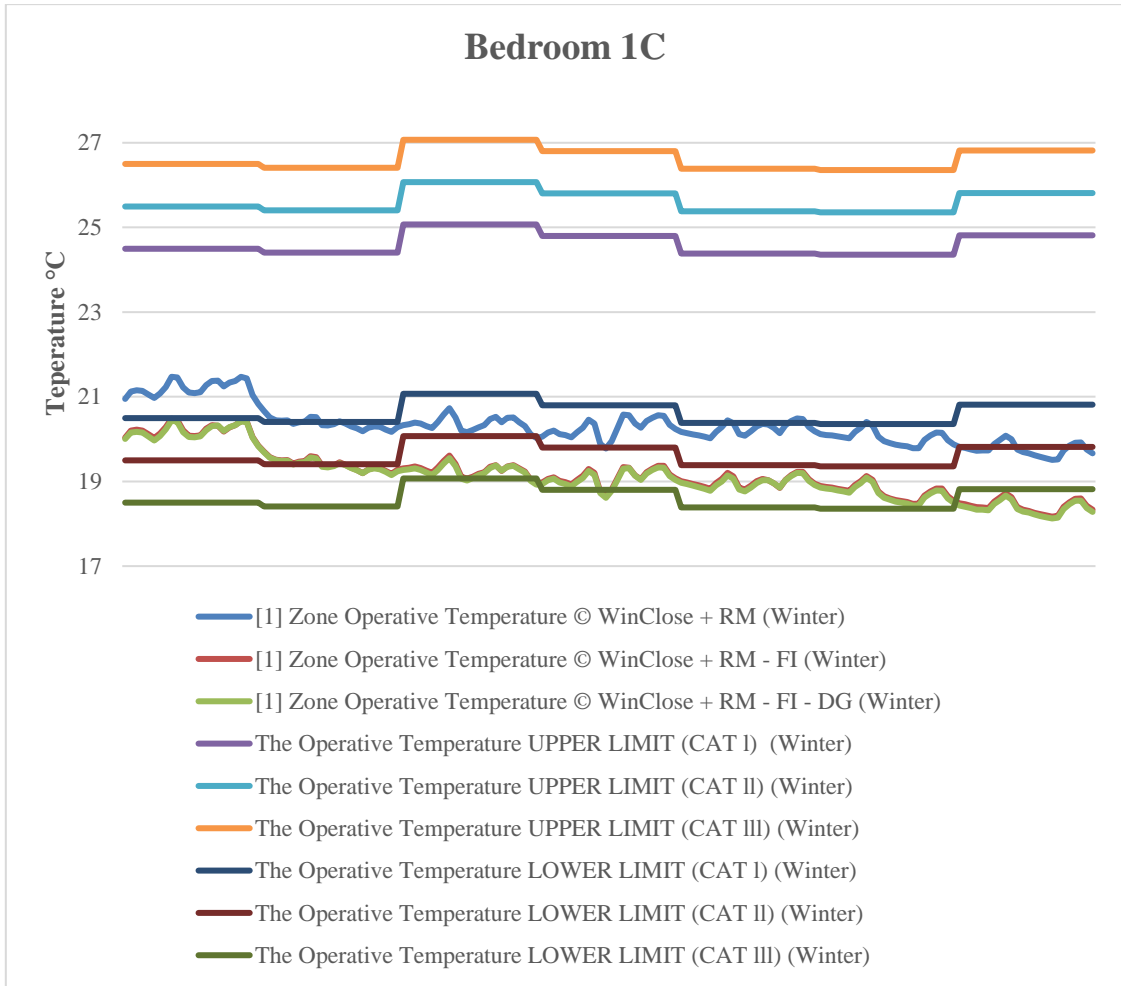 Bedroom 1C
Teperature °C
27
25
23
21
19
17
[1] Zone Operative Temperature © WinClose + RM (Winter)
[1] Zone Operative Temperature © WinClose + RM - FI (Winter)
[1] Zone Operative Temperature © WinClose + RM - FI - DG (Winter)
The Operative Temperature UPPER LIMIT (CAT l)  (Winter)
The Operative Temperature UPPER LIMIT (CAT ll) (Winter)
The Operative Temperature UPPER LIMIT (CAT lll) (Winter)
The Operative Temperature LOWER LIMIT (CAT l) (Winter)
The Operative Temperature LOWER LIMIT (CAT ll) (Winter)
The Operative Temperature LOWER LIMIT (CAT lll) (Winter)